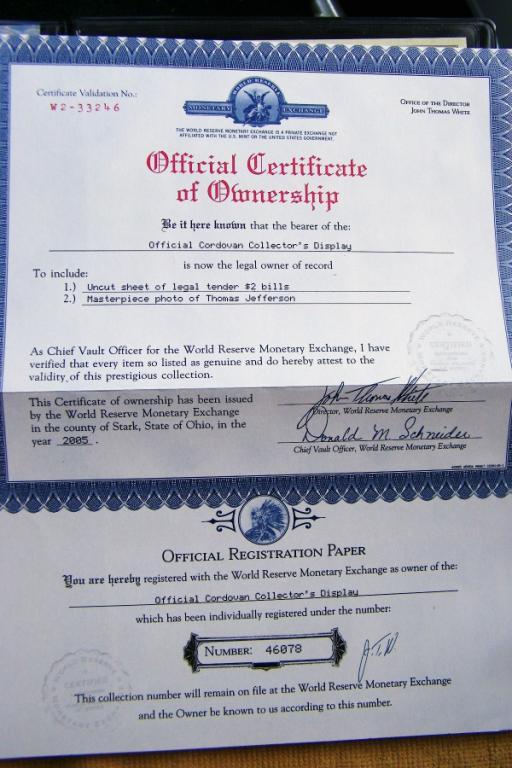 Certificate Validation No.:
W2-33246
WORLD RESERVE
MONETARY EXCHANGE
THE WORLD RESERVE MONETARY EXCHANGE IS A PRIVATE EXCHANGE NOT
AFFILIATED WITH THE U.S. MINT OR THE UNITED STATES GOVERNMENT.
Office of the Director
John Thomas White
Official Certificate
of Ownership
Be it here known that the bearer of the:
Official Cordovan Collector's Display
is now the legal owner of record
To include:
1.) Uncut sheet of legal tender $2 bills
2.) Masterpiece photo of Thomas Jefferson
As Chief Vault Officer for the World Reserve Monetary Exchange, I have
verified that every item so listed as genuine and do hereby attest to the
validity of this prestigious collection.
This Certificate of ownership has been issued
by the World Reserve Monetary Exchange
in the county of Stark, State of Ohio, in the
year 2005.
John Thomas White
Director, World Reserve Monetary Exchange
Donald M. Schneider
Chief Vault Officer, World Reserve Monetary Exchange
Official Registration Paper
You are hereby registered with the World Reserve Monetary Exchange as owner of the:
Official Cordovan Collector's Display
which has been individually registered under the number:
Number: 46078
J.T.W.
This collection number will remain on file at the World Reserve Monetary Exchange
and the Owner be known to us according to this number.